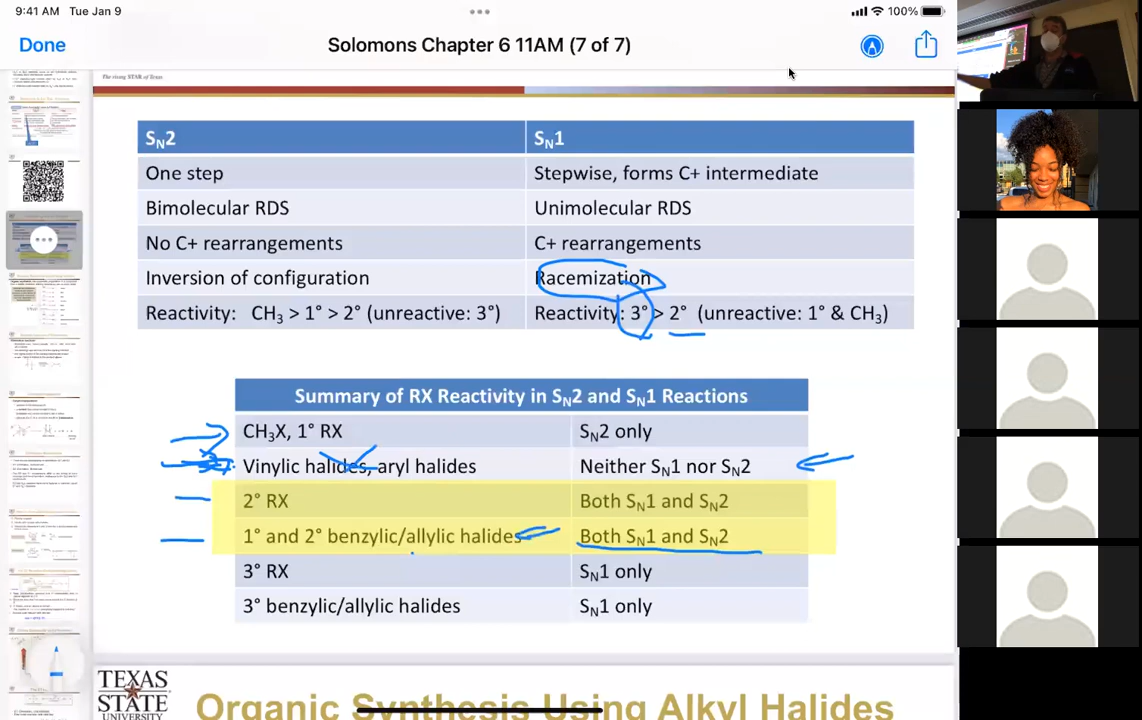 9:41 AM Tue Jan 9
100%
Done
Solomons Chapter 6 11AM (7 of 7)
The rising STAR of Texas
SN2 SN1
One step Stepwise, forms C+ intermediate
Bimolecular RDS Unimolecular RDS
No C+ rearrangements C+ rearrangements
Inversion of configuration Racemization
Reactivity: CH3 > 1° > 2° (unreactive: 3°) Reactivity: 3° > 2° (unreactive: 1° & CH3)
Summary of RX Reactivity in SN2 and SN1 Reactions
CH3X, 1° RX SN2 only
Vinylic halides, aryl halides Neither SN1 nor SN2
2° RX Both SN1 and SN2
1° and 2° benzylic/allylic halides Both SN1 and SN2
3° RX SN1 only
3° benzylic/allylic halides SN1 only
TEXAS
STATE
UNIVERSITY
Organic Synthesis Using Alkyl Halides